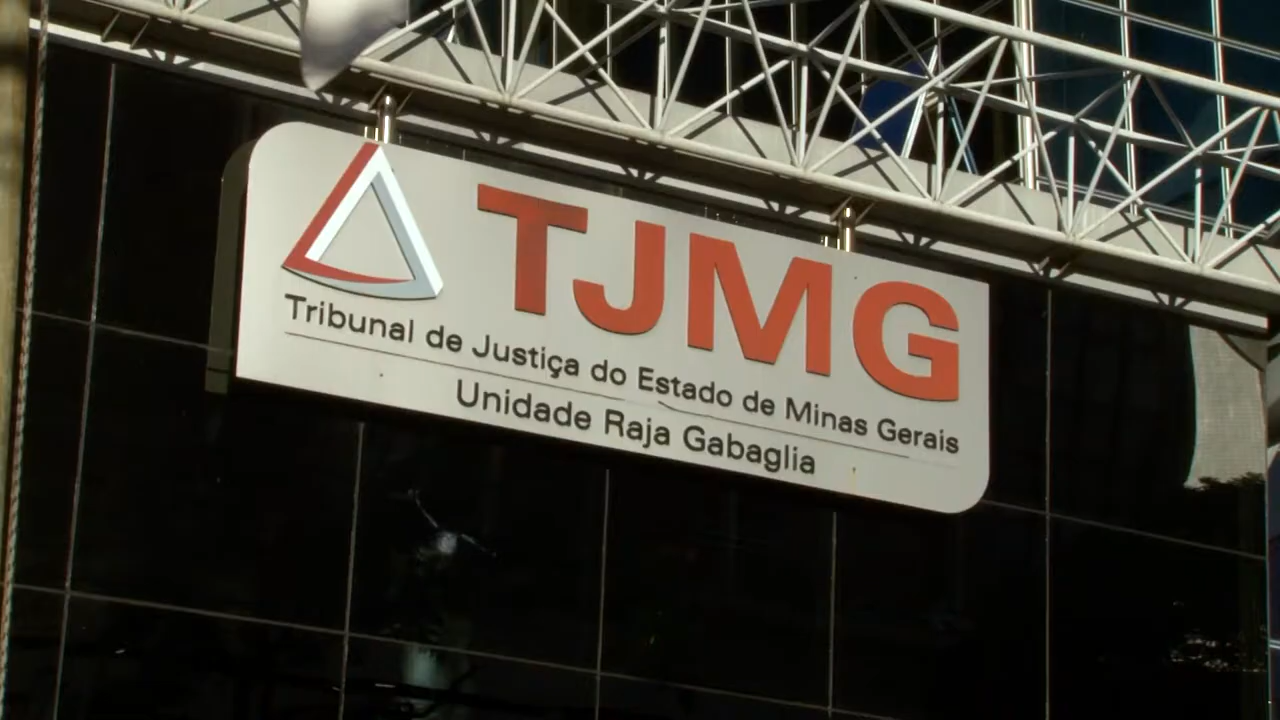 TJMG
Tribunal de Justiça do Estado de Minas Gerais
Unidade Raja Gabaglia